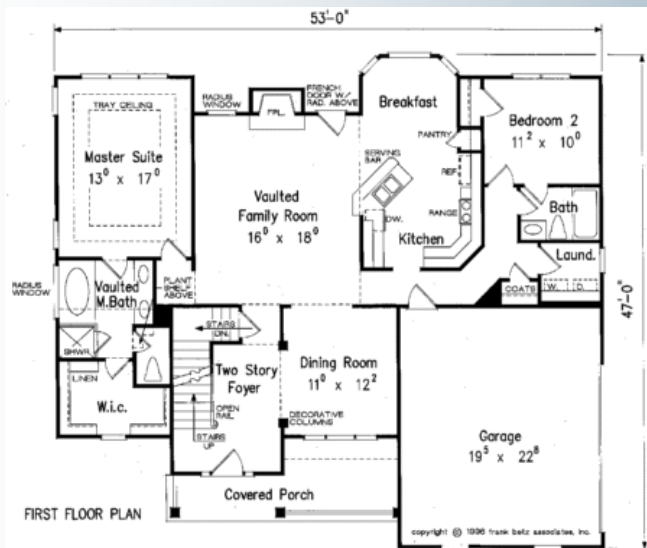 53'-0"
TRAY CEILING
Master Suite
13⁰ x 17⁰
RADIUS
WINDOW
FPL.
FRENCH
DOOR W/
RAD. ABOVE
Breakfast
PANTRY
Bedroom 2
11² x 10⁰
SERVING
BAR
REF.
Vaulted
Family Room
16⁰ x 18⁰
DW.
RANGE
Kitchen
Bath
Laund.
W. D.
COATS
47'-0"
RADIUS
WINDOW
Vaulted
M.Bath
PLANT
SHELF
ABOVE
SHWR.
LINEN
W.i.c.
STAIRS
DN.
Two Story
Foyer
OPEN
RAIL
STAIRS
UP
Dining Room
11⁰ x 12²
DECORATIVE
COLUMNS
Garage
19⁵ x 22⁸
Covered Porch
FIRST FLOOR PLAN
copyright © 1996 frank betz associates, inc.